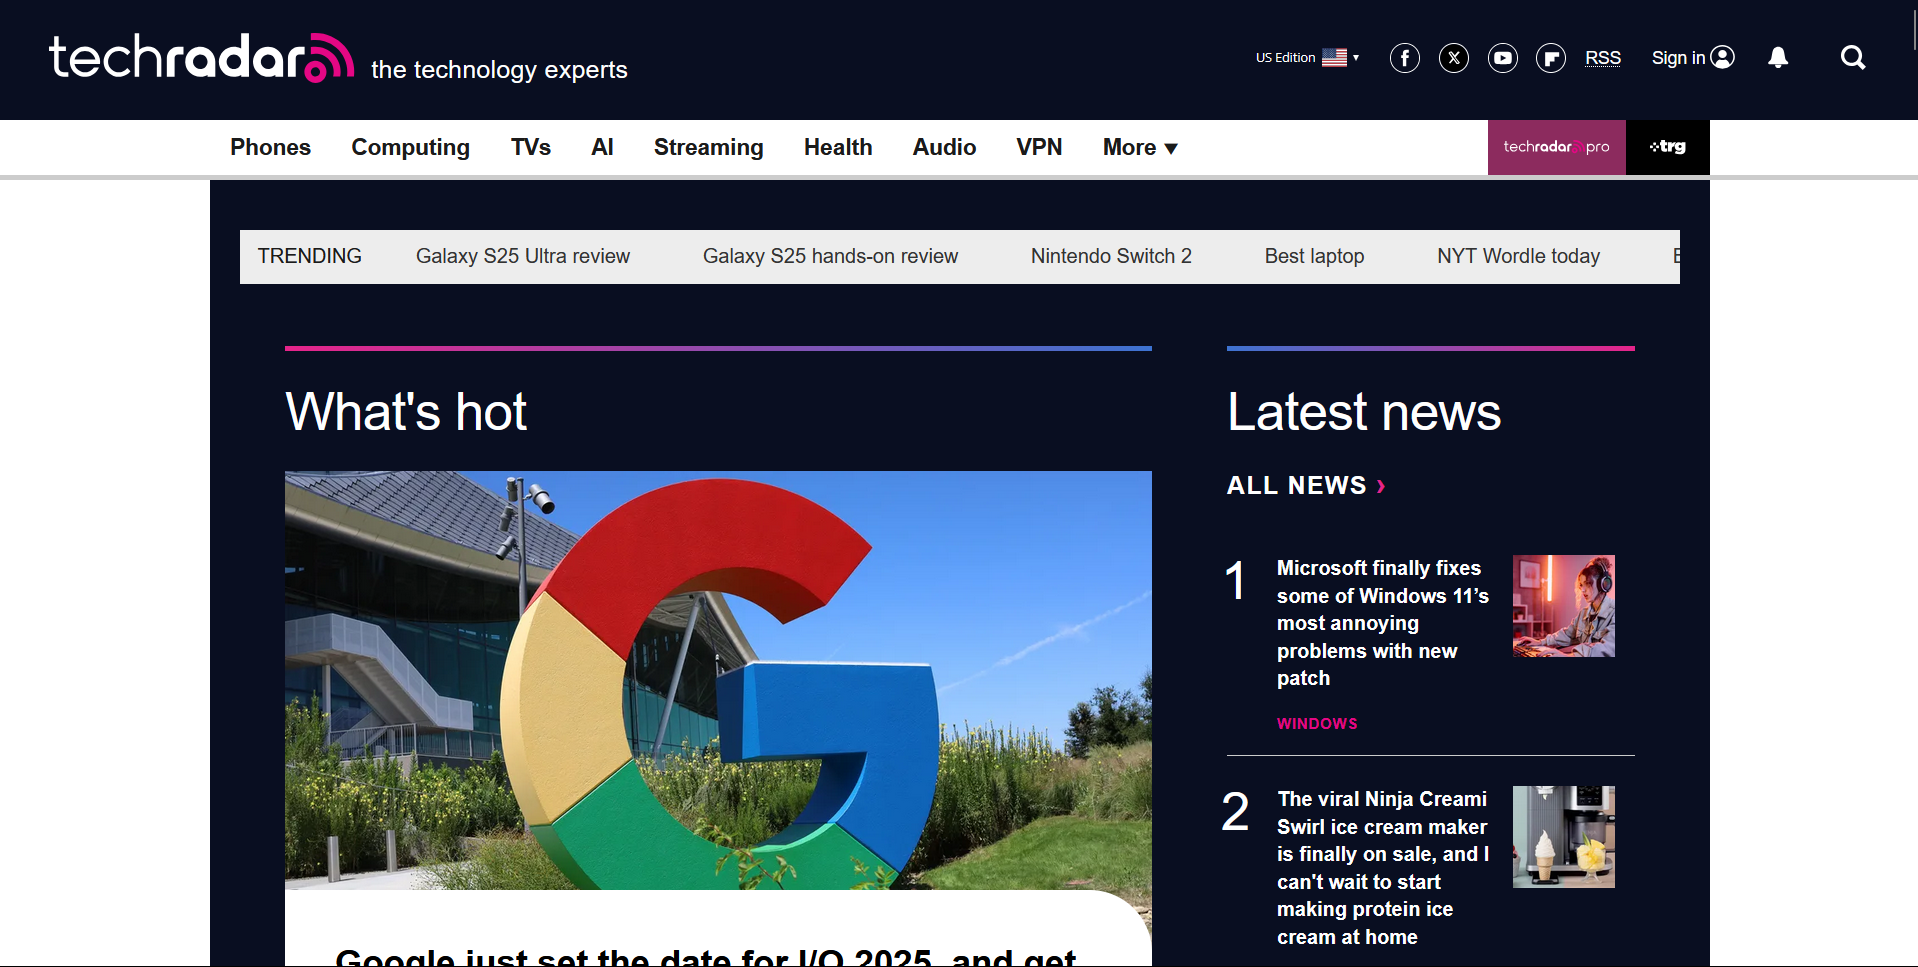 techradar the technology experts
US Edition
RSS
Sign in
Phones Computing TVs AI Streaming Health Audio VPN More
techradar pro
trg
TRENDING Galaxy S25 Ultra review Galaxy S25 hands-on review Nintendo Switch 2 Best laptop NYT Wordle today
What's hot
Google just set the date for I/O 2025, and get
Latest news
ALL NEWS ›
1
Microsoft finally fixes
some of Windows 11’s
most annoying
problems with new
patch
WINDOWS
2
The viral Ninja Creami
Swirl ice cream maker
is finally on sale, and I
can't wait to start
making protein ice
cream at home